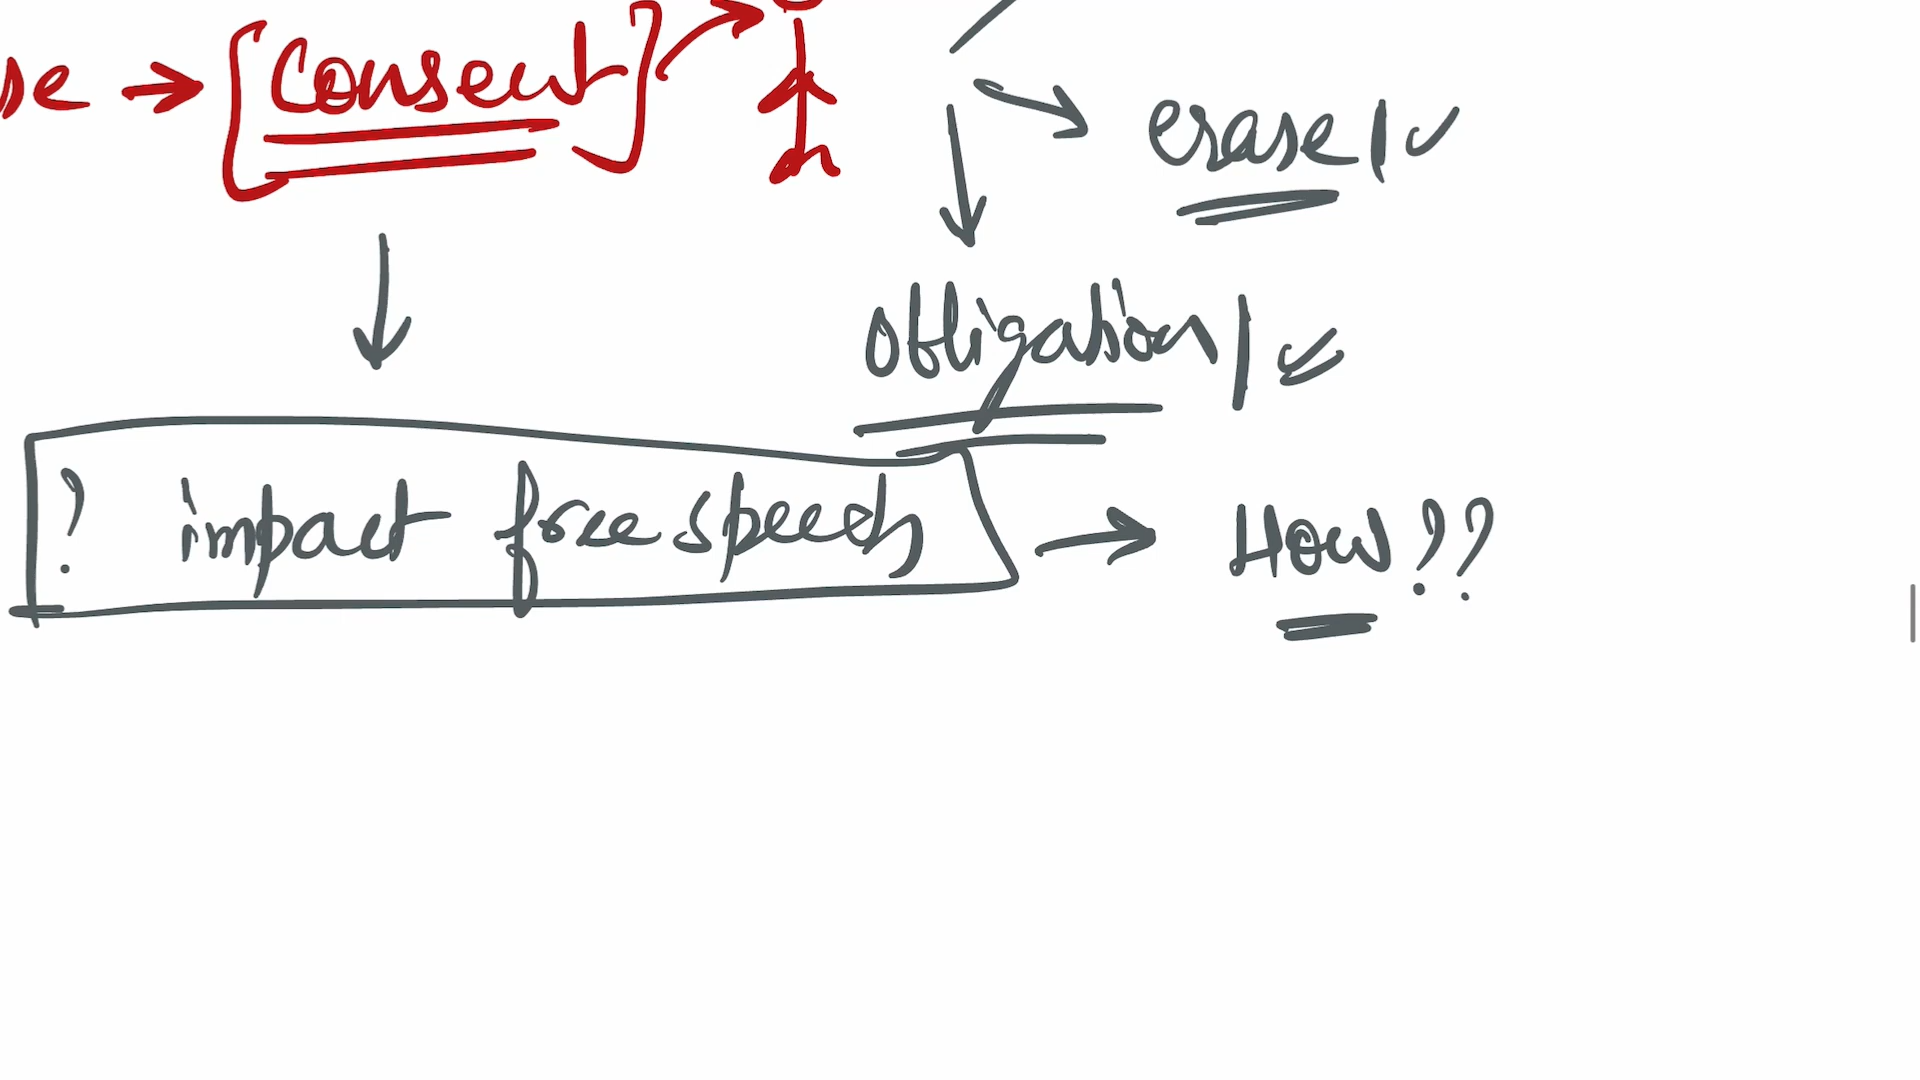 → [Consent]
erase | ✓
obligation | ✓
? impact free speech → How??